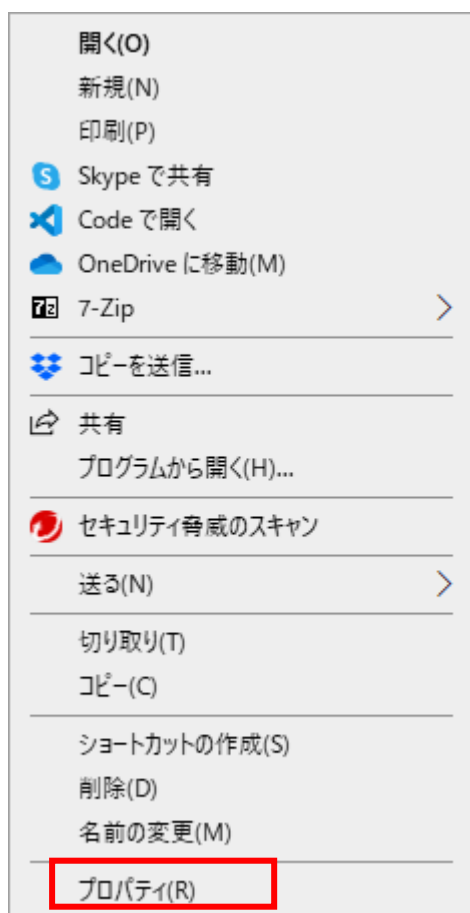 開く(O)
新規(N)
印刷(P)
Skype で共有
Code で開く
OneDrive に移動(M)
7-Zip
コピーを送信...
共有
プログラムから開く(H)...
セキュリティ脅威のスキャン
送る(N)
切り取り(T)
コピー(C)
ショートカットの作成(S)
削除(D)
名前の変更(M)
プロパティ(R)